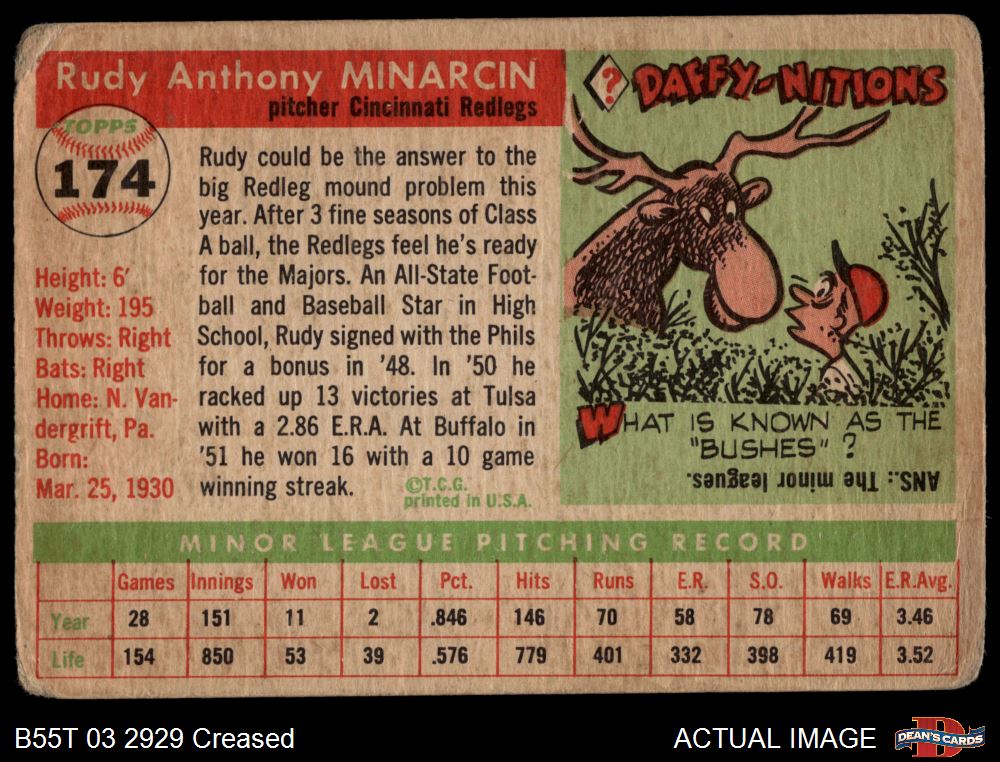 Rudy Anthony MINARCIN
pitcher Cincinnati Redlegs
TOPPS
174
Height: 6'
Weight: 195
Throws: Right
Bats: Right
Home: N. Van-
dergrift, Pa.
Born:
Mar. 25, 1930
Rudy could be the answer to the
big Redleg mound problem this
year. After 3 fine seasons of Class
A ball, the Redlegs feel he's ready
for the Majors. An All-State Foot-
ball and Baseball Star in High
School, Rudy signed with the Phils
for a bonus in '48. In '50 he
racked up 13 victories at Tulsa
with a 2.86 E.R.A. At Buffalo in
'51 he won 16 with a 10 game
winning streak.
©T.C.G.
printed in U.S.A.
? DAFFY-NITIONS
WHAT IS KNOWN AS THE
"BUSHES" ?
ANS.: The minor leagues.
MINOR LEAGUE PITCHING RECORD
Games Innings Won Lost Pct. Hits Runs E.R. S.O. Walks E.R.Avg.
Year 28 151 11 2 .846 146 70 58 78 69 3.46
Life 154 850 53 39 .576 779 401 332 398 419 3.52
B55T 03 2929 Creased
ACTUAL IMAGE
DEAN'S CARDS